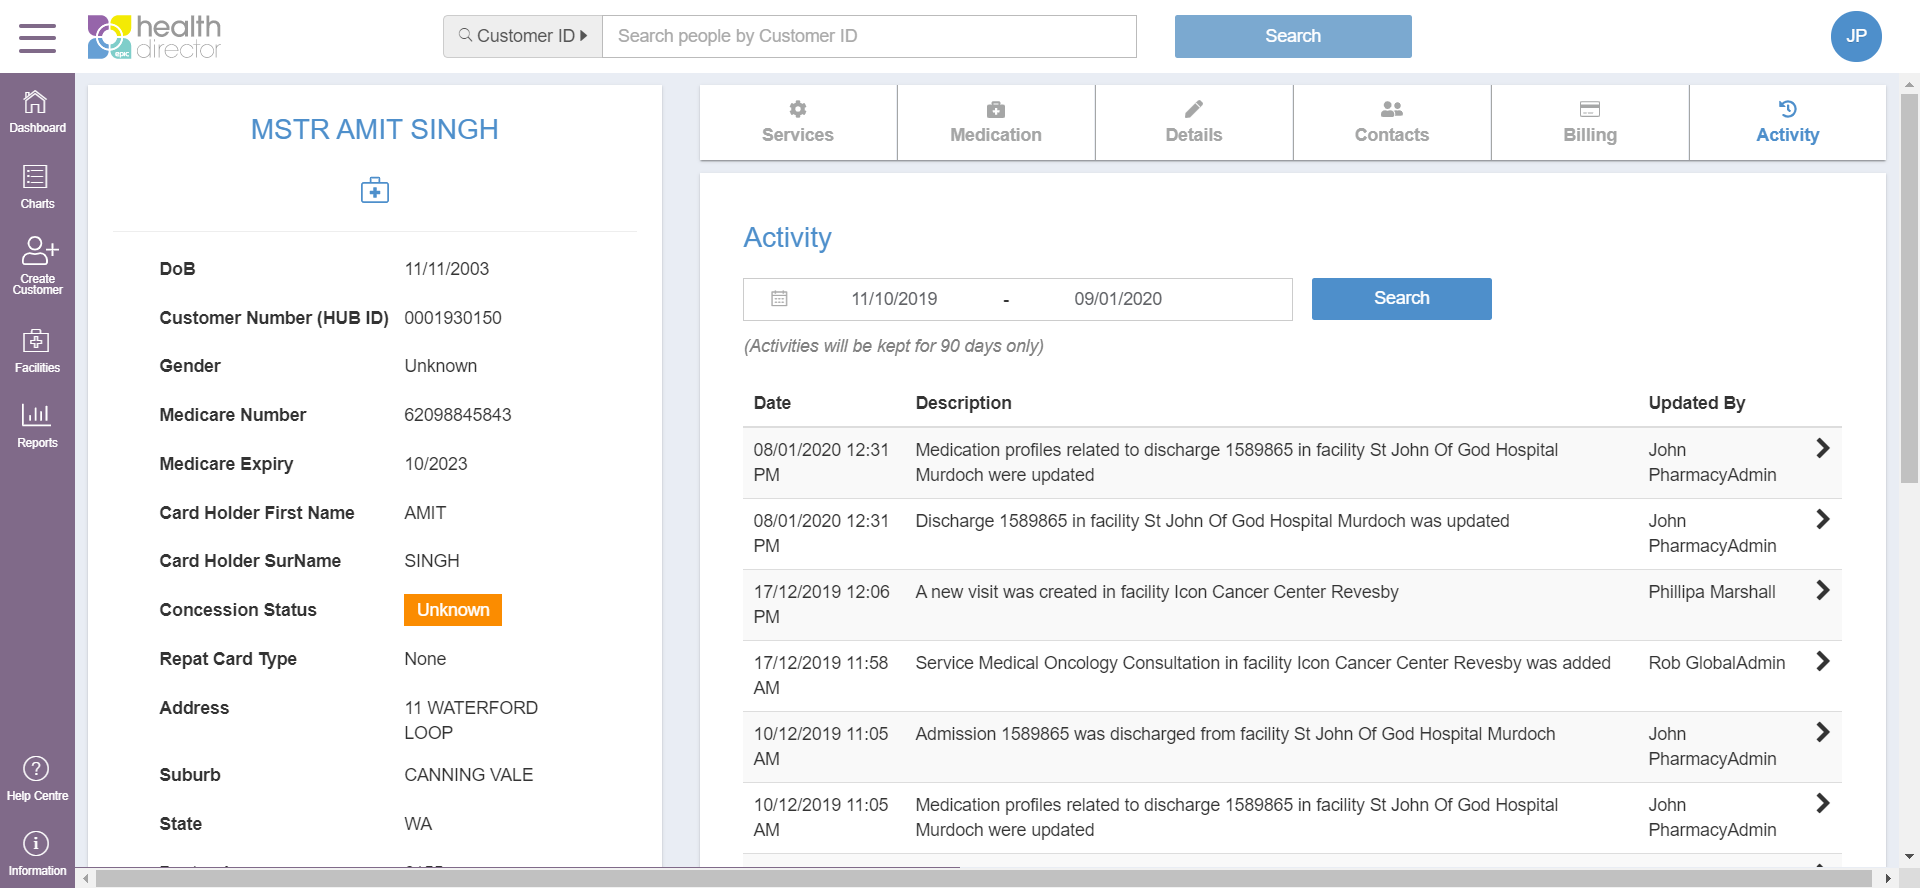 health
director
epic
Customer ID
Search people by Customer ID
Search
JP
Dashboard
Charts
Create
Customer
Facilities
Reports
Help Centre
Information
MSTR AMIT SINGH
DoB 11/11/2003
Customer Number (HUB ID) 0001930150
Gender Unknown
Medicare Number 62098845843
Medicare Expiry 10/2023
Card Holder First Name AMIT
Card Holder SurName SINGH
Concession Status Unknown
Repat Card Type None
Address 11 WATERFORD
LOOP
Suburb CANNING VALE
State WA
Services
Medication
Details
Contacts
Billing
Activity
Activity
11/10/2019 - 09/01/2020
Search
(Activities will be kept for 90 days only)
Date Description Updated By
08/01/2020 12:31 Medication profiles related to discharge 1589865 in facility St John Of God Hospital John
PM Murdoch were updated PharmacyAdmin
08/01/2020 12:31 Discharge 1589865 in facility St John Of God Hospital Murdoch was updated John
PM PharmacyAdmin
17/12/2019 12:06 A new visit was created in facility Icon Cancer Center Revesby Phillipa Marshall
PM
17/12/2019 11:58 Service Medical Oncology Consultation in facility Icon Cancer Center Revesby was added Rob GlobalAdmin
AM
10/12/2019 11:05 Admission 1589865 was discharged from facility St John Of God Hospital Murdoch John
AM PharmacyAdmin
10/12/2019 11:05 Medication profiles related to discharge 1589865 in facility St John Of God Hospital John
AM Murdoch were updated PharmacyAdmin